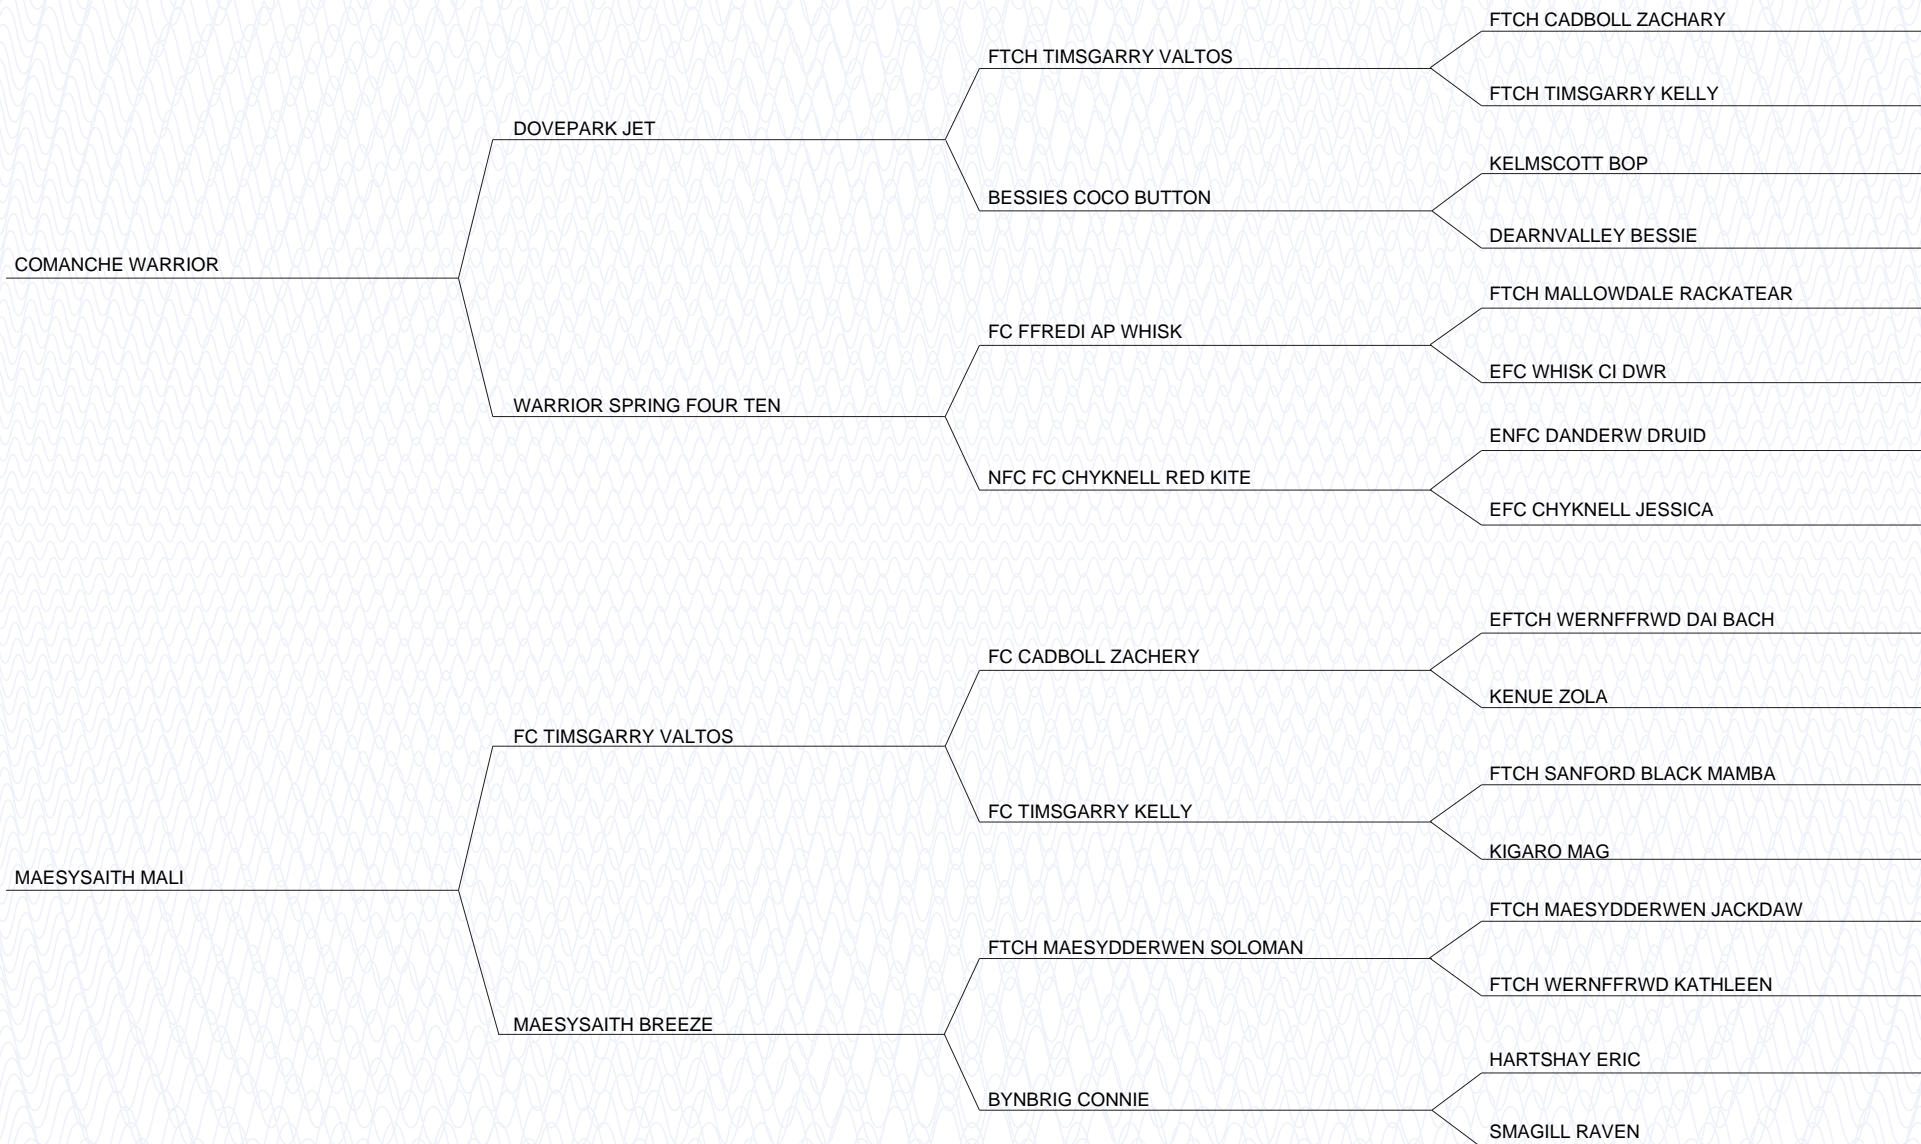 COMANCHE WARRIOR
DOVEPARK JET
FTCH TIMSGARRY VALTOS
FTCH CADBOLL ZACHARY
FTCH TIMSGARRY KELLY
BESSIES COCO BUTTON
KELMSCOTT BOP
DEARNVALLEY BESSIE
WARRIOR SPRING FOUR TEN
FC FFREDI AP WHISK
FTCH MALLOWDALE RACKATEAR
EFC WHISK CI DWR
NFC FC CHYKNELL RED KITE
ENFC DANDERW DRUID
EFC CHYKNELL JESSICA
MAESYSAITH MALI
FC TIMSGARRY VALTOS
FC CADBOLL ZACHERY
EFTCH WERNFFRWD DAI BACH
KENUE ZOLA
FC TIMSGARRY KELLY
FTCH SANFORD BLACK MAMBA
KIGARO MAG
MAESYSAITH BREEZE
FTCH MAESYDDERWEN SOLOMAN
FTCH MAESYDDERWEN JACKDAW
FTCH WERNFFRWD KATHLEEN
BYNBRIG CONNIE
HARTSHAY ERIC
SMAGILL RAVEN